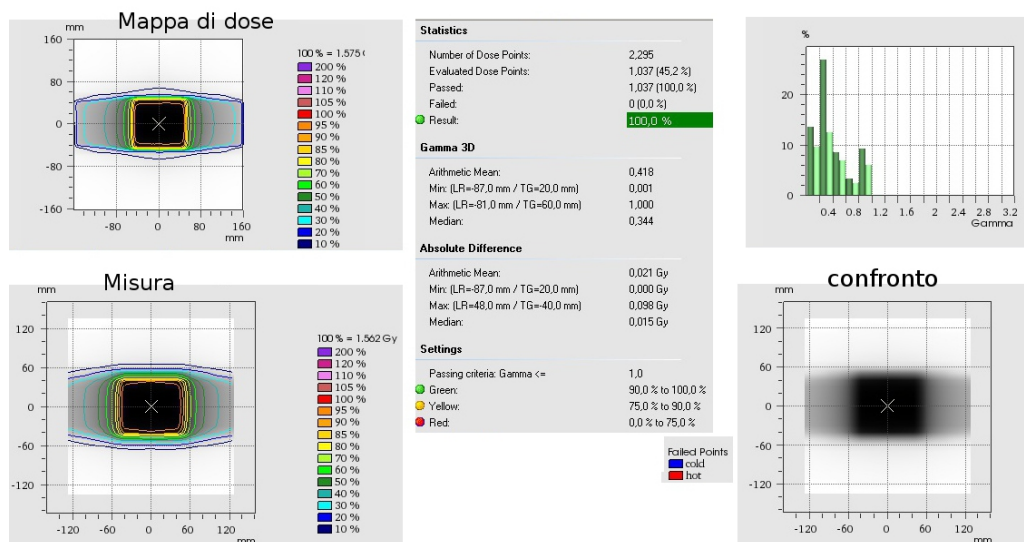 Mappa di dose
mm
160
80
0
-80
-160
-80 0 80 160
mm
100 % = 1.575
200 %
120 %
110 %
105 %
100 %
95 %
90 %
85 %
80 %
70 %
60 %
50 %
40 %
30 %
20 %
10 %
Statistics
Number of Dose Points: 2,295
Evaluated Dose Points: 1,037 (45,2 %)
Passed: 1,037 (100,0 %)
Failed: 0 (0,0 %)
Result: 100,0 %
Gamma 3D
Arithmetic Mean: 0,418
Min: (LR=-87,0 mm / TG=20,0 mm) 0,001
Max: (LR=-81,0 mm / TG=60,0 mm) 1,000
Median: 0,344
Absolute Difference
Arithmetic Mean: 0,021 Gy
Min: (LR=-87,0 mm / TG=20,0 mm) 0,000 Gy
Max: (LR=48,0 mm / TG=-40,0 mm) 0,098 Gy
Median: 0,015 Gy
Settings
Passing criteria: Gamma <= 1,0
Green: 90,0 % to 100,0 %
Yellow: 75,0 % to 90,0 %
Red: 0,0 % to 75,0 %
%
20
10
0
0.4 0.8 1.2 1.6 2 2.4 2.8 3.2
Gamma
Misura
mm
120
60
0
-60
-120
-120 -60 0 60 120
mm
100 % = 1.562 Gy
200 %
120 %
110 %
105 %
100 %
95 %
90 %
85 %
80 %
70 %
60 %
50 %
40 %
30 %
20 %
10 %
Failed Points
cold
hot
confronto
mm
120
60
0
-60
-120
-120 -60 0 60 120
mm